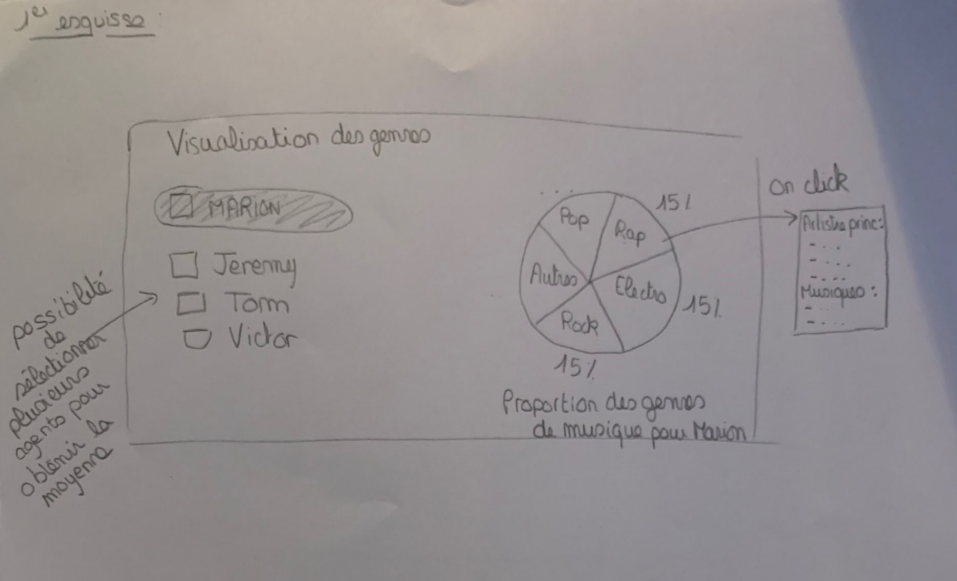 1e esquisse :
Visualisation des genres
MARION
Jeremy
Tom
Victor
possibilité
de
sélectionner
plusieurs
agents pour
obtenir la
moyenne
...
Pop
Rap
Autres
Electro
Rock
15%
15%
15%
Proportion des genres
de musique pour Marion
On click
Artistes princ:
- ...
- ...
- ...
Musiques :
- ...
- ...